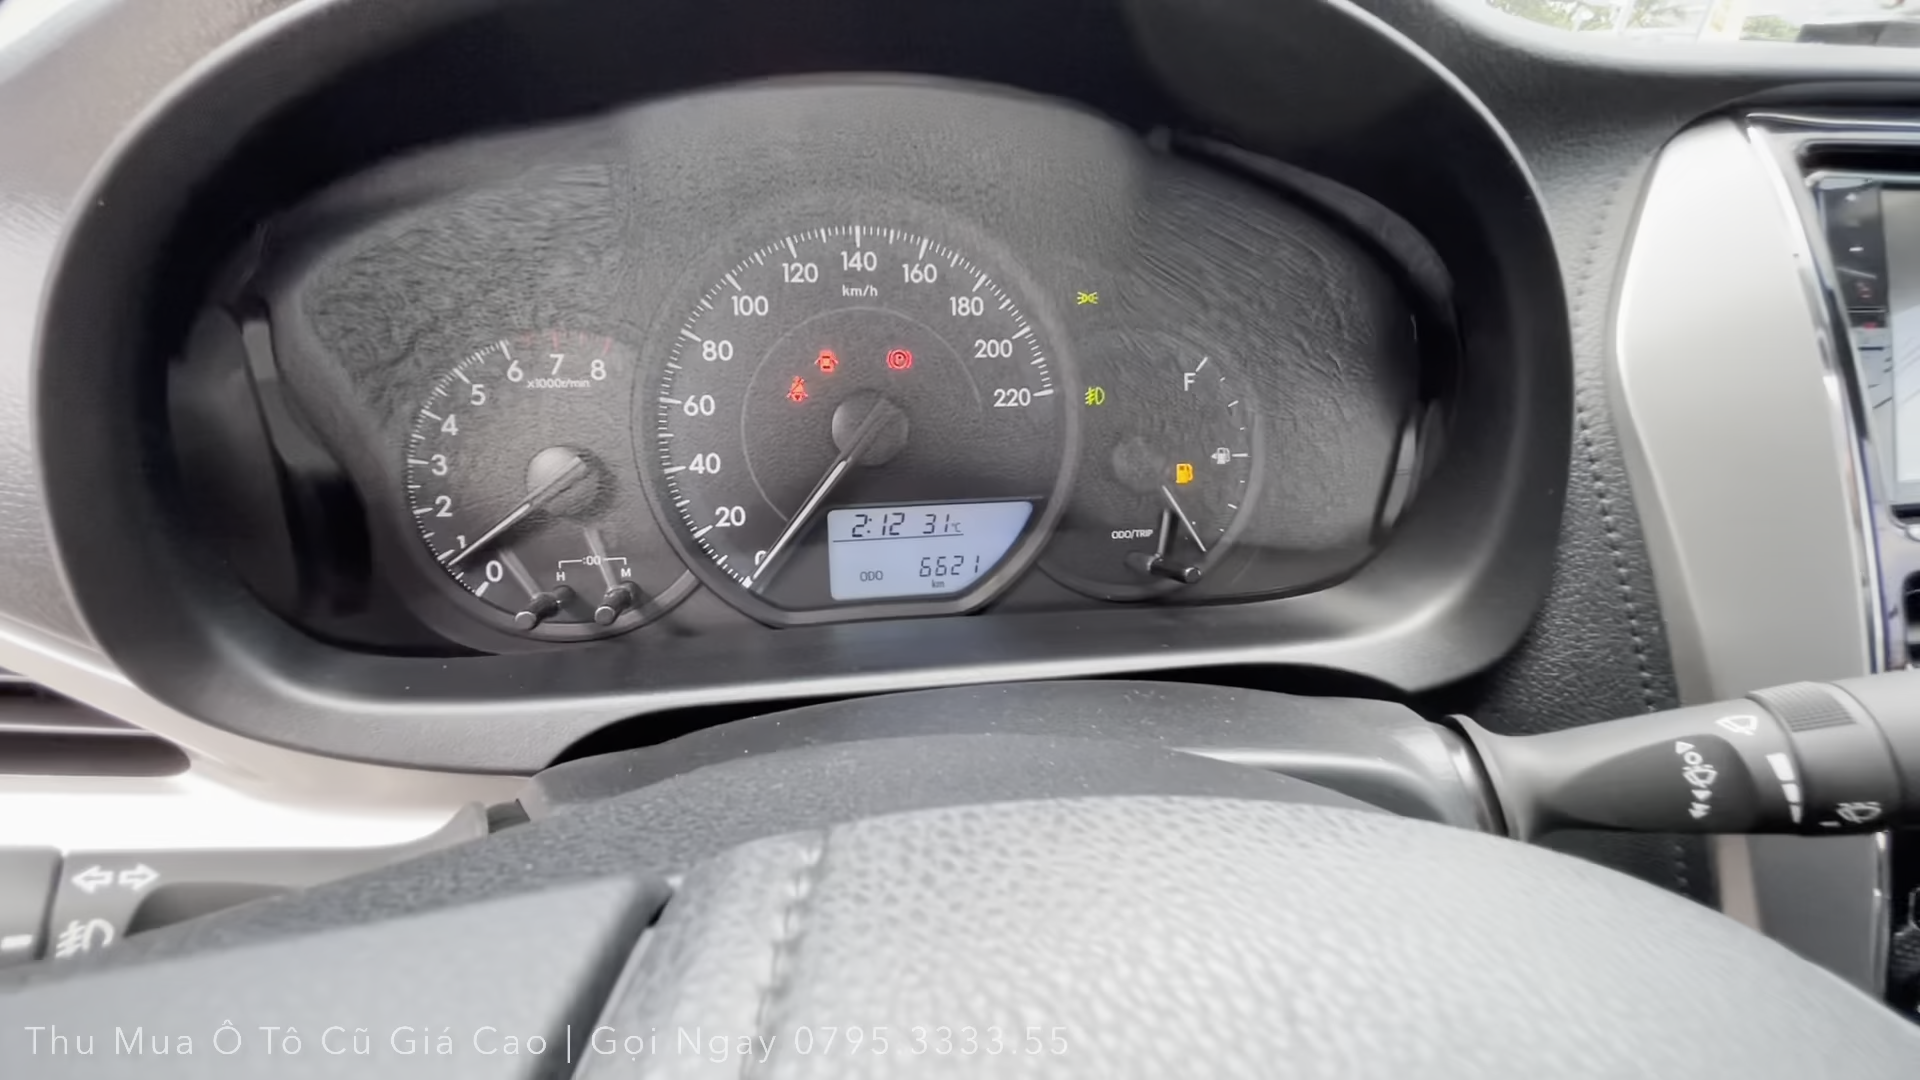 120 140 160
100 km/h 180
80 200
60 220
40
20
0
6 7 8
x1000r/min
5
4
3
2
1
0
H :00 M
2:12 31°C
ODO 6621
km
F
ODO/TRIP
Thu Mua Ô Tô Cũ Giá Cao | Gọi Ngay 0795.3333.55